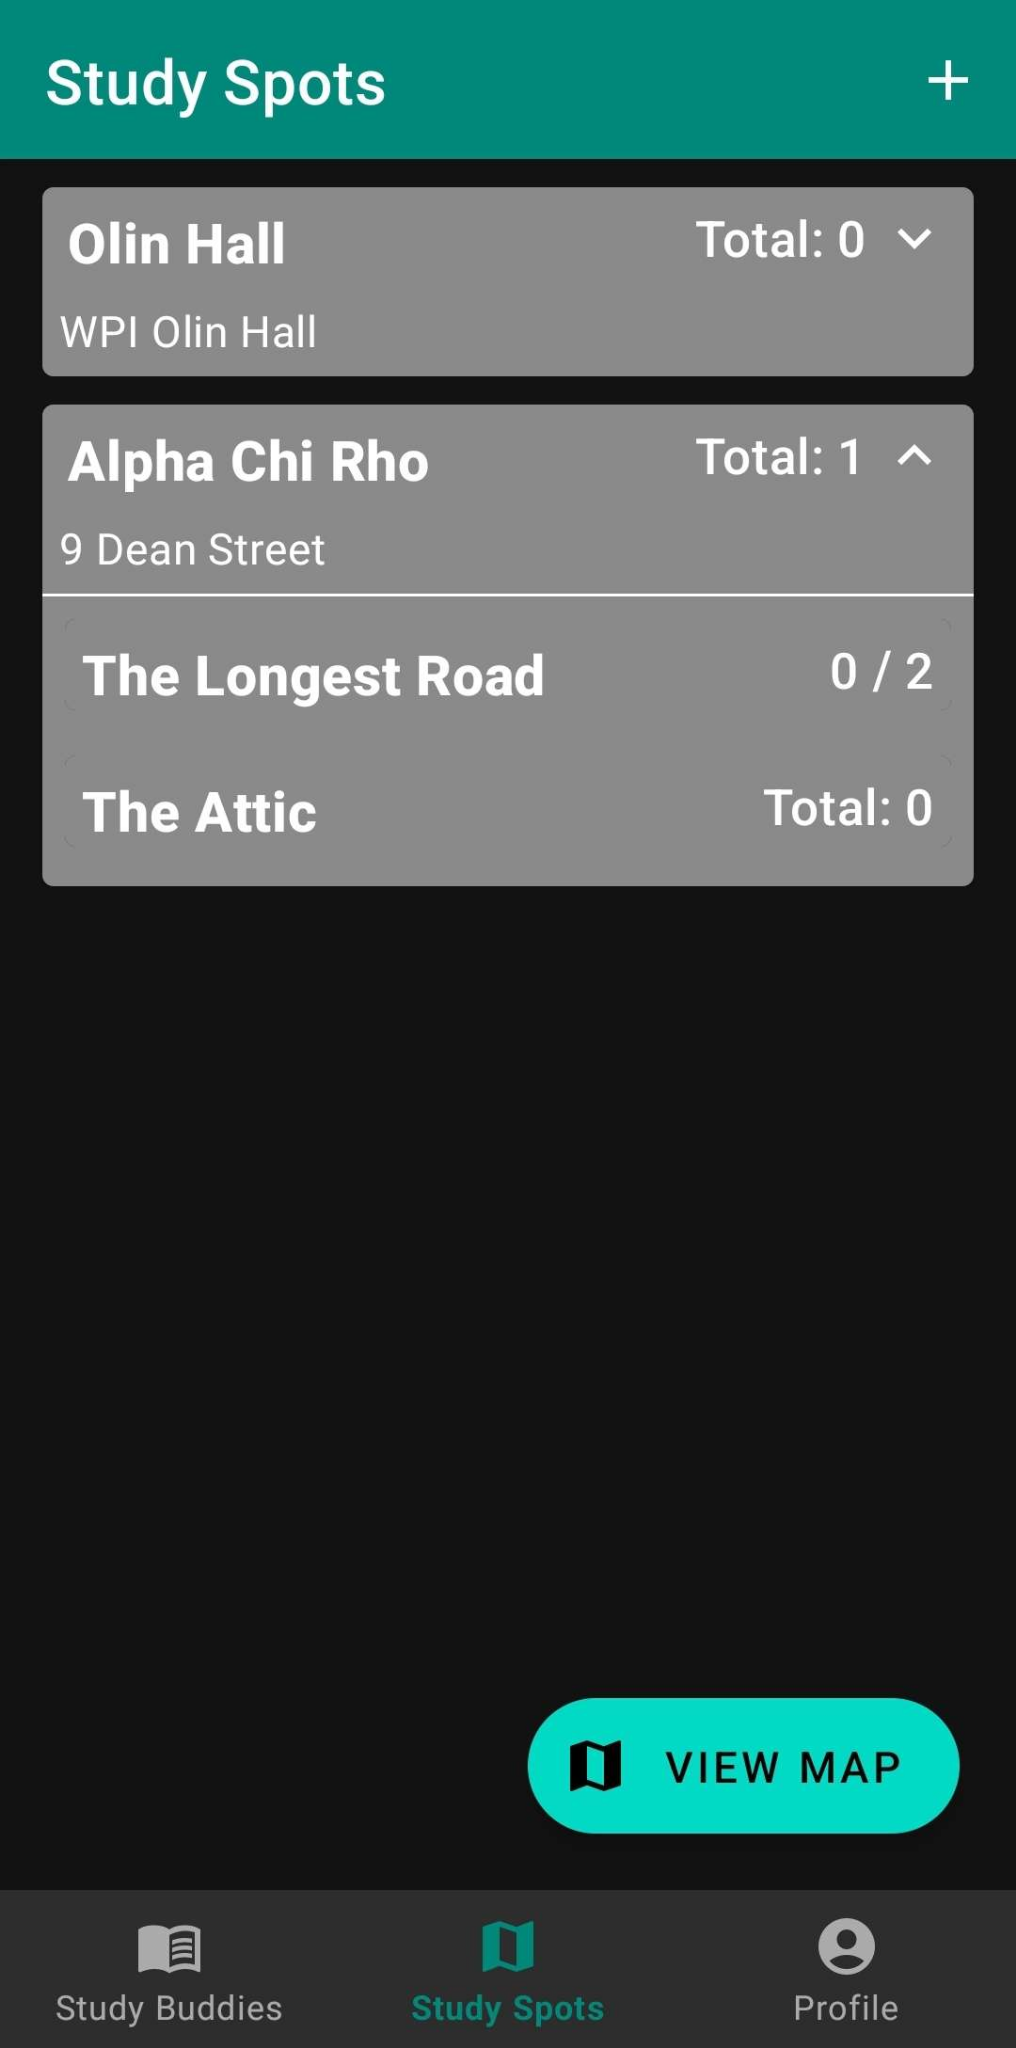 Study Spots
Olin Hall
Total: 0
WPI Olin Hall
Alpha Chi Rho
Total: 1
9 Dean Street
The Longest Road
0 / 2
The Attic
Total: 0
VIEW MAP
Study Buddies
Study Spots
Profile